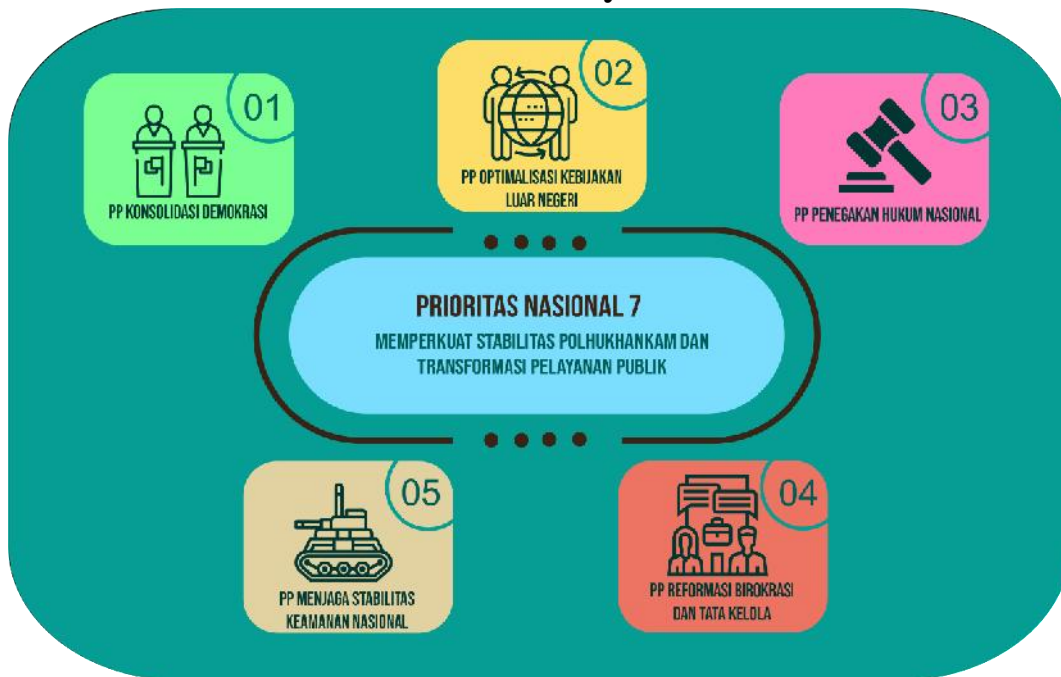 01
PP KONSOLIDASI DEMOKRASI
02
PP OPTIMALISASI KEBIJAKAN
LUAR NEGERI
03
PP PENEGAKAN HUKUM NASIONAL
PRIORITAS NASIONAL 7
MEMPERKUAT STABILITAS POLHUKHANKAM DAN
TRANSFORMASI PELAYANAN PUBLIK
05
PP MENJAGA STABILITAS
KEAMANAN NASIONAL
04
PP REFORMASI BIROKRASI
DAN TATA KELOLA